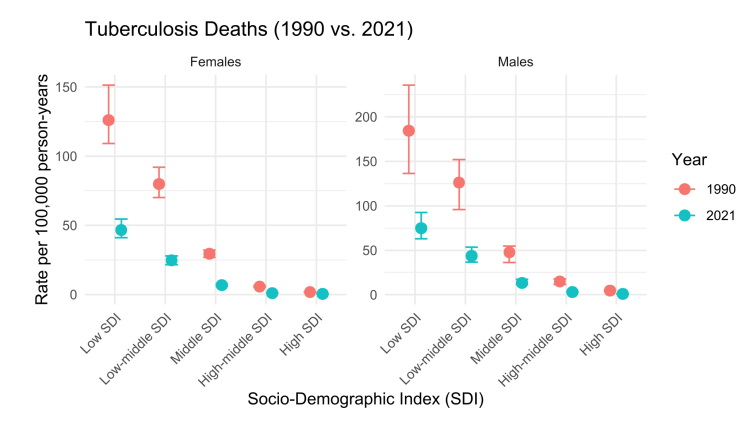 Tuberculosis Deaths (1990 vs. 2021)
Females
Males
Rate per 100,000 person-years
150
100
50
0
200
150
100
50
0
Low SDI
Low-middle SDI
Middle SDI
High-middle SDI
High SDI
Low SDI
Low-middle SDI
Middle SDI
High-middle SDI
High SDI
Socio-Demographic Index (SDI)
Year
1990
2021